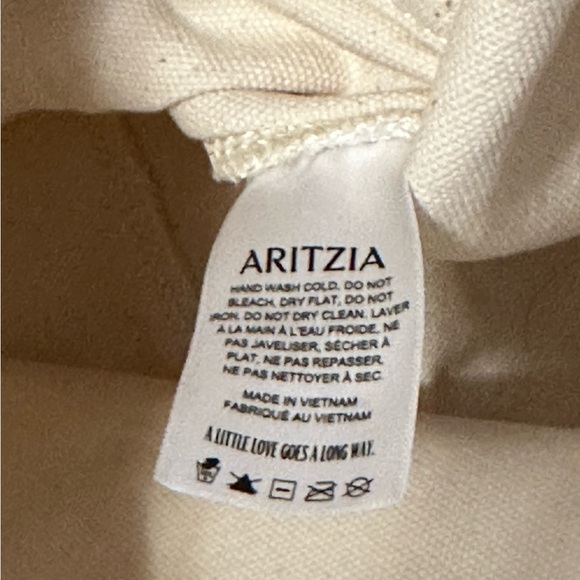 ARITZIA
HAND WASH COLD, DO NOT
BLEACH, DRY FLAT, DO NOT
IRON. DO NOT DRY CLEAN. LAVER
À LA MAIN À L'EAU FROIDE, NE
PAS JAVELISER, SÉCHER À
PLAT, NE PAS REPASSER,
NE PAS NETTOYER À SEC.
MADE IN VIETNAM
FABRIQUÉ AU VIETNAM
A LITTLE LOVE GOES A LONG WAY.